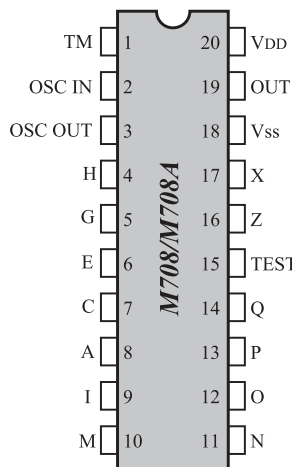 TM 1 20 VDD
OSC IN 2 19 OUT
OSC OUT 3 18 Vss
H 4 17 X
G 5 16 Z
E 6 15 TEST
C 7 14 Q
A 8 13 P
I 9 12 O
M 10 11 N
M708/M708A